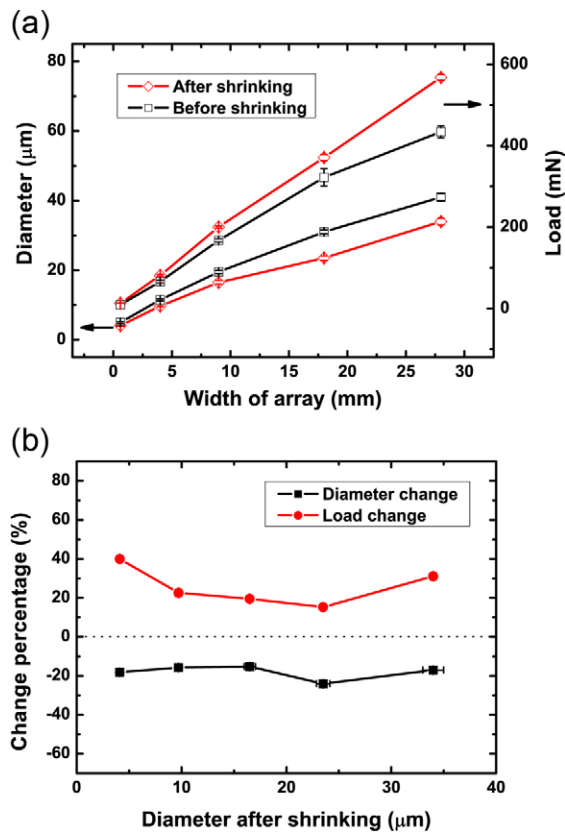 (a)
80
60
40
20
0
Diameter (μm)
After shrinking
Before shrinking
600
400
200
0
Load (mN)
0 5 10 15 20 25 30
Width of array (mm)
(b)
80
60
40
20
0
-20
-40
-60
Change percentage (%)
Diameter change
Load change
0 10 20 30 40
Diameter after shrinking (μm)